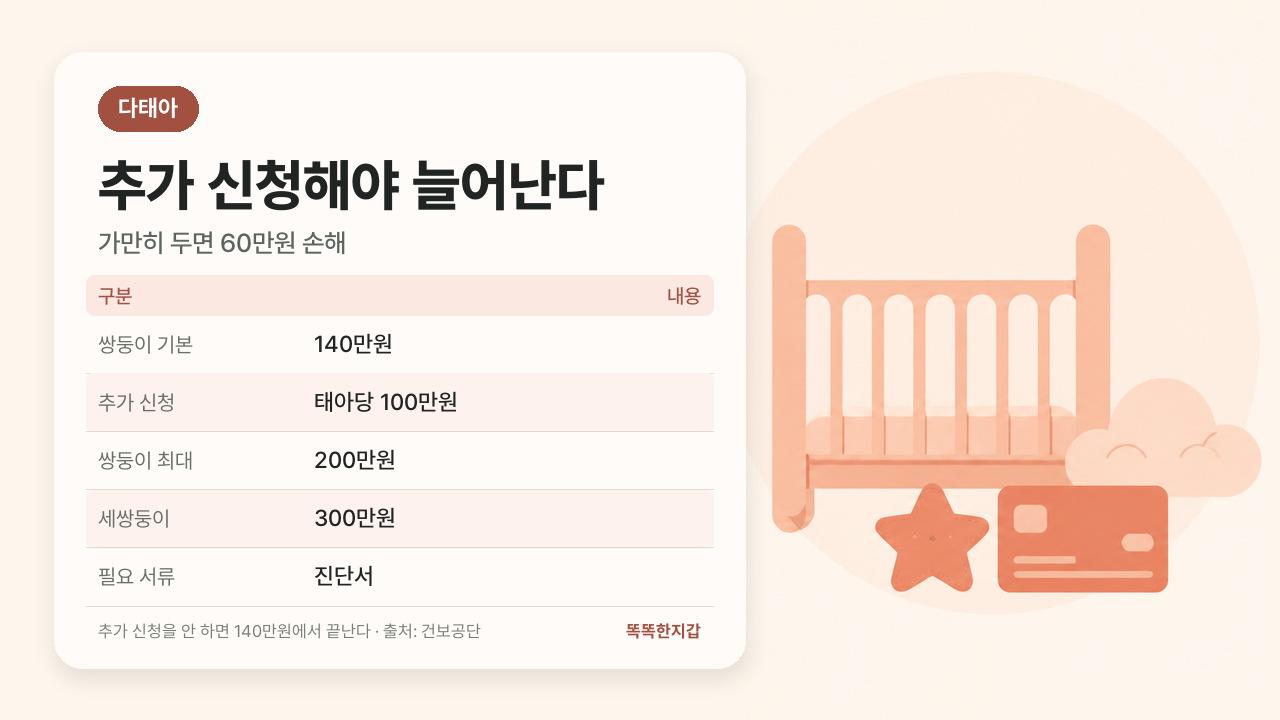 다태아
추가 신청해야 늘어난다
가만히 두면 60만원 손해
구분 내용
쌍둥이 기본 140만원
추가 신청 태아당 100만원
쌍둥이 최대 200만원
세쌍둥이 300만원
필요 서류 진단서
추가 신청을 안 하면 140만원에서 끝난다 · 출처: 건보공단 똑똑한지갑